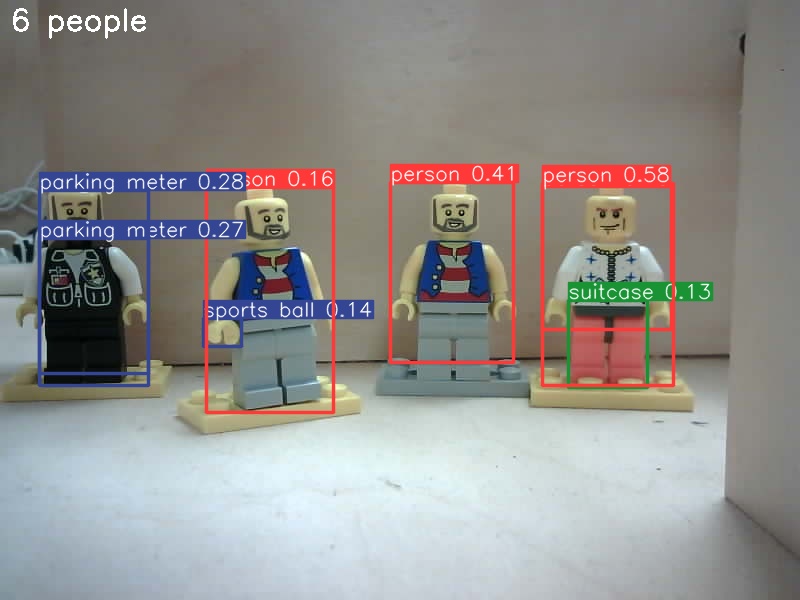 6 people
parking meter 0.28
son 0.16
person 0.41
person 0.58
parking meter 0.27
suitcase 0.13
sports ball 0.14